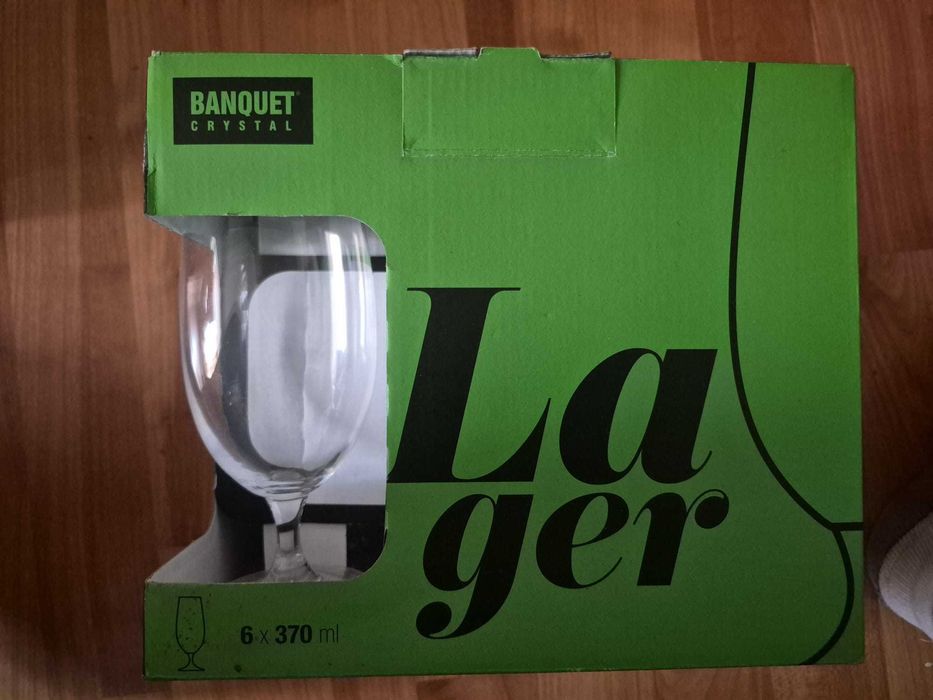 BANQUET®
CRYSTAL
La
ger
6 x 370 ml